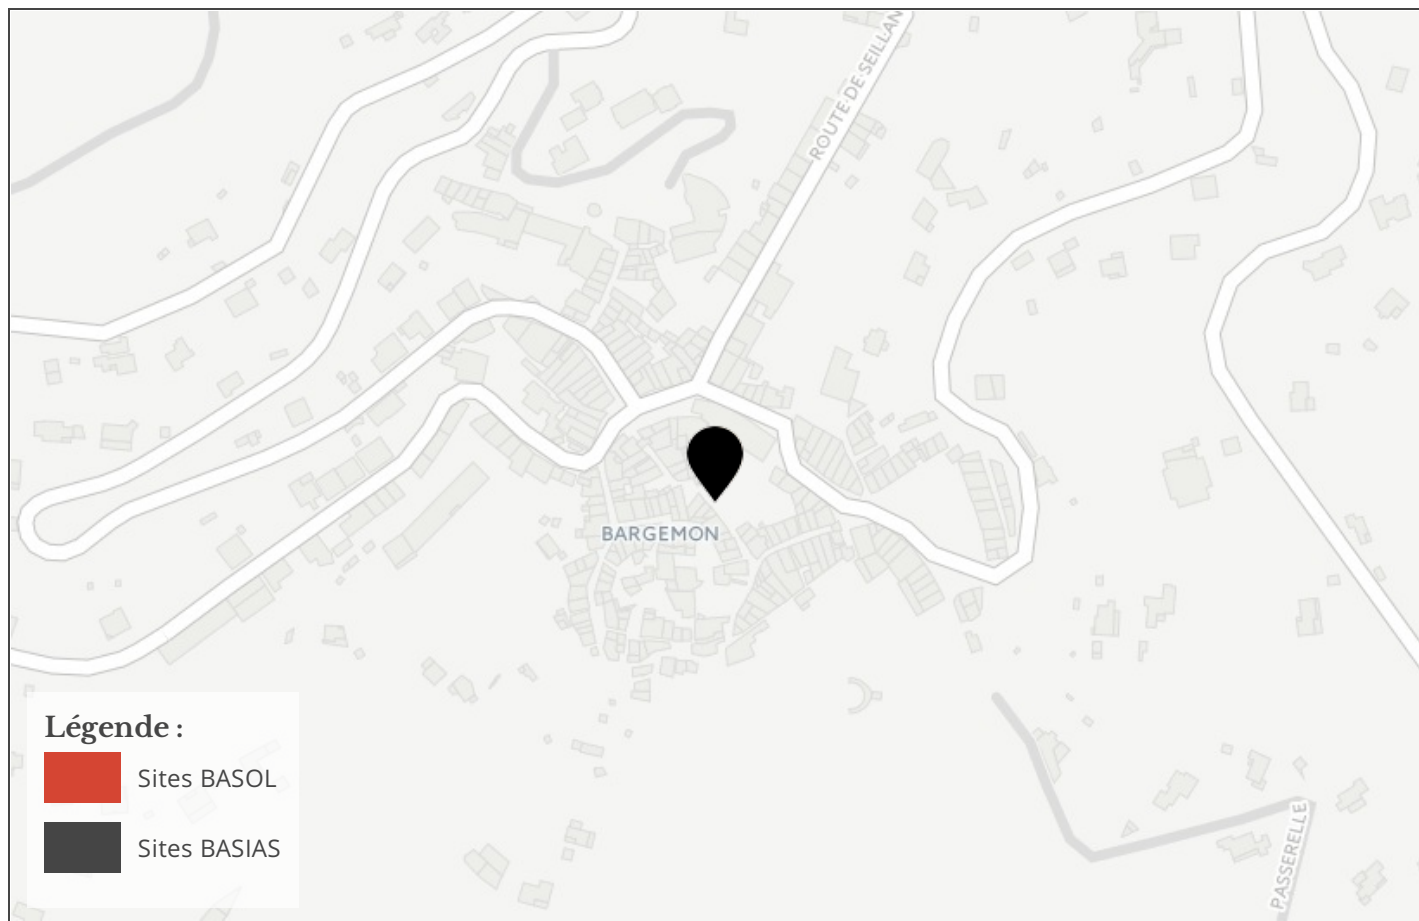 ROUTE DE SEILLAN
BARGEMON
Légende :
Sites BASOL
Sites BASIAS
PASSERELLE